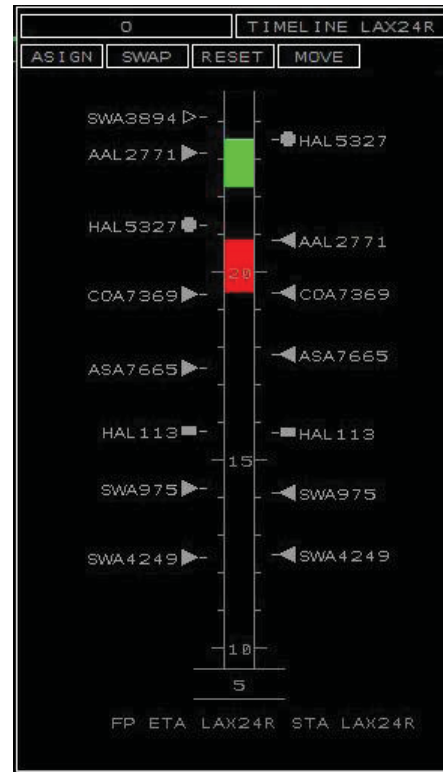 0 TIMELINE LAX24R
ASIGN SWAP RESET MOVE
SWA3894
AAL2771 HAL5327
HAL5327 AAL2771
20
COA7369 COA7369
ASA7665 ASA7665
HAL113 HAL113
15
SWA975 SWA975
SWA4249 SWA4249
10
5
FP ETA LAX24R STA LAX24R